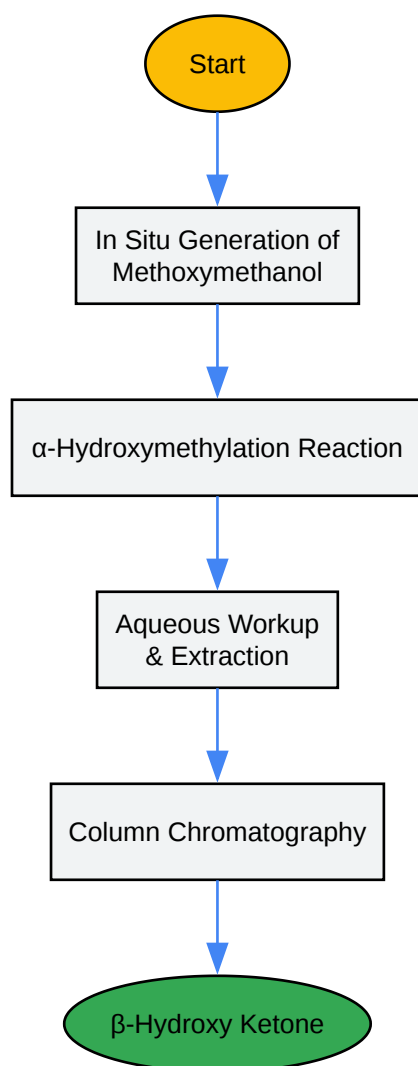 Start
In Situ Generation of
Methoxymethanol
α-Hydroxymethylation Reaction
Aqueous Workup
& Extraction
Column Chromatography
β-Hydroxy Ketone